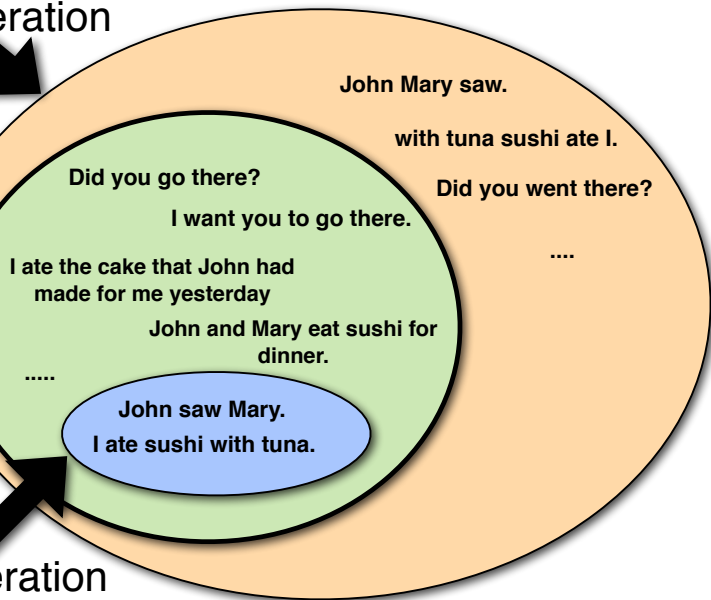 eration
John Mary saw.
with tuna sushi ate I.
Did you go there?
Did you went there?
I want you to go there.
....
I ate the cake that John had
made for me yesterday
John and Mary eat sushi for
dinner.
.....
John saw Mary.
I ate sushi with tuna.
eration